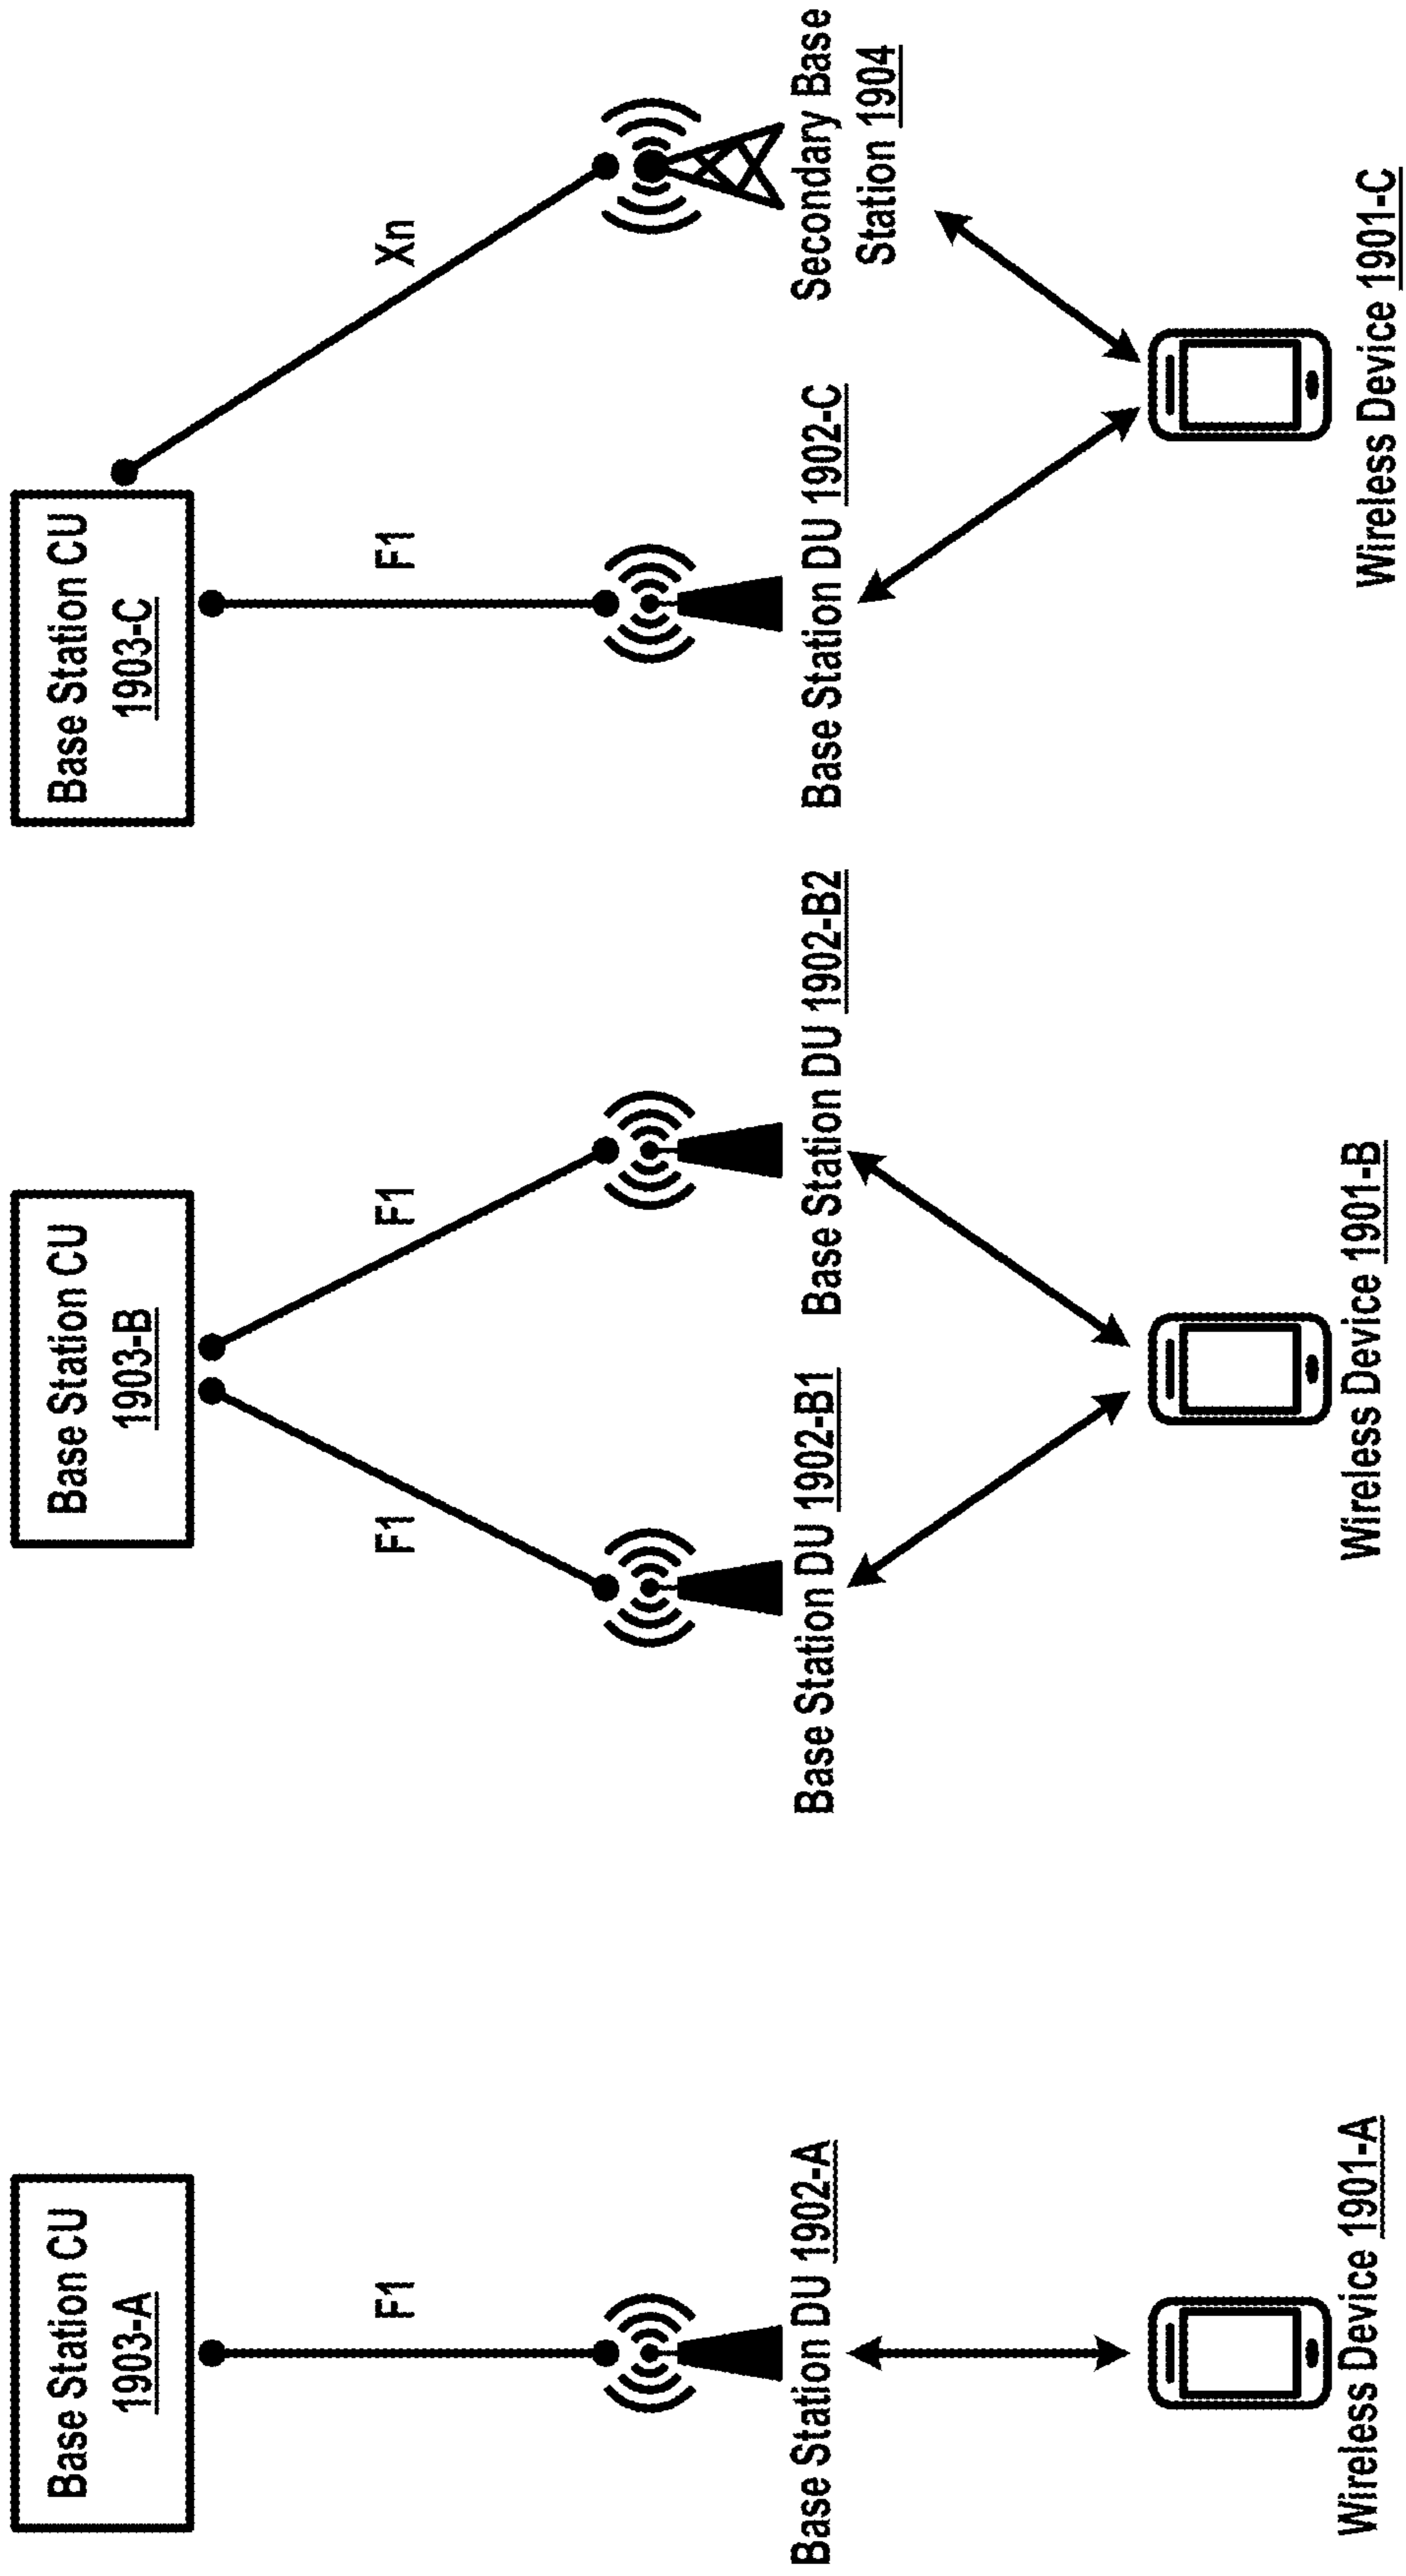 Base Station CU
1903-A
F1
Base Station DU 1902-A
Wireless Device 1901-A
Base Station CU
1903-B
F1
F1
Base Station DU 1902-B1
Base Station DU 1902-B2
Wireless Device 1901-B
Base Station CU
1903-C
F1
Xn
Base Station DU 1902-C
Secondary Base
Station 1904
Wireless Device 1901-C